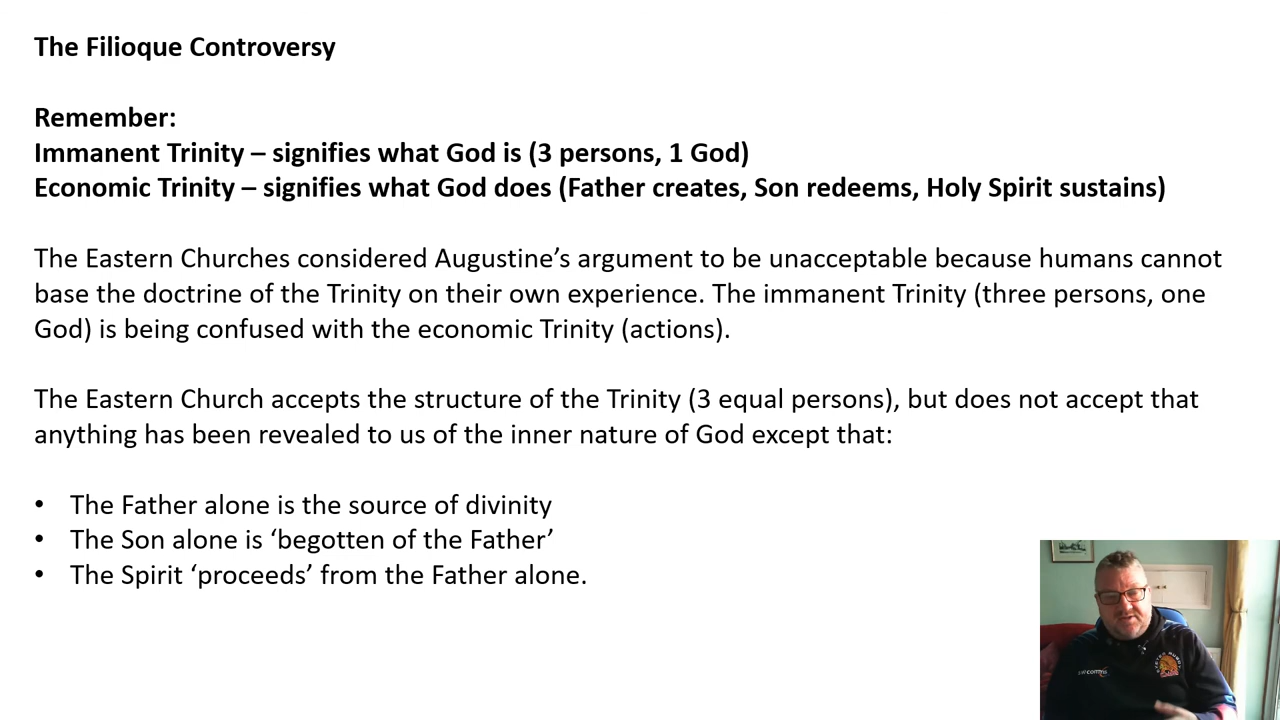 The Filioque Controversy
Remember:
Immanent Trinity – signifies what God is (3 persons, 1 God)
Economic Trinity – signifies what God does (Father creates, Son redeems, Holy Spirit sustains)
The Eastern Churches considered Augustine’s argument to be unacceptable because humans cannot
base the doctrine of the Trinity on their own experience. The immanent Trinity (three persons, one
God) is being confused with the economic Trinity (actions).
The Eastern Church accepts the structure of the Trinity (3 equal persons), but does not accept that
anything has been revealed to us of the inner nature of God except that:
• The Father alone is the source of divinity
• The Son alone is ‘begotten of the Father’
• The Spirit ‘proceeds’ from the Father alone.